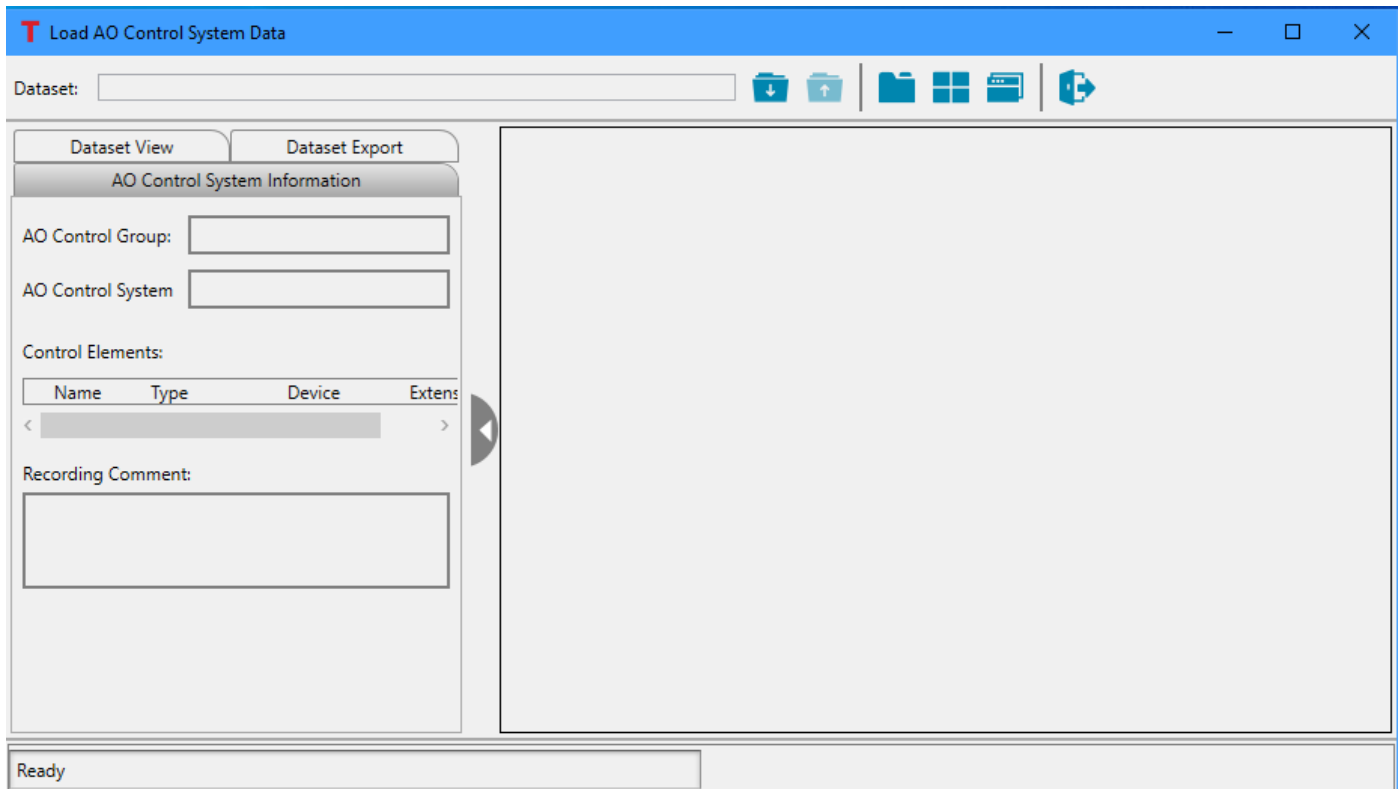 T Load AO Control System Data
Dataset:
Dataset View Dataset Export
AO Control System Information
AO Control Group:
AO Control System
Control Elements:
Name Type Device Extens
Recording Comment:
Ready